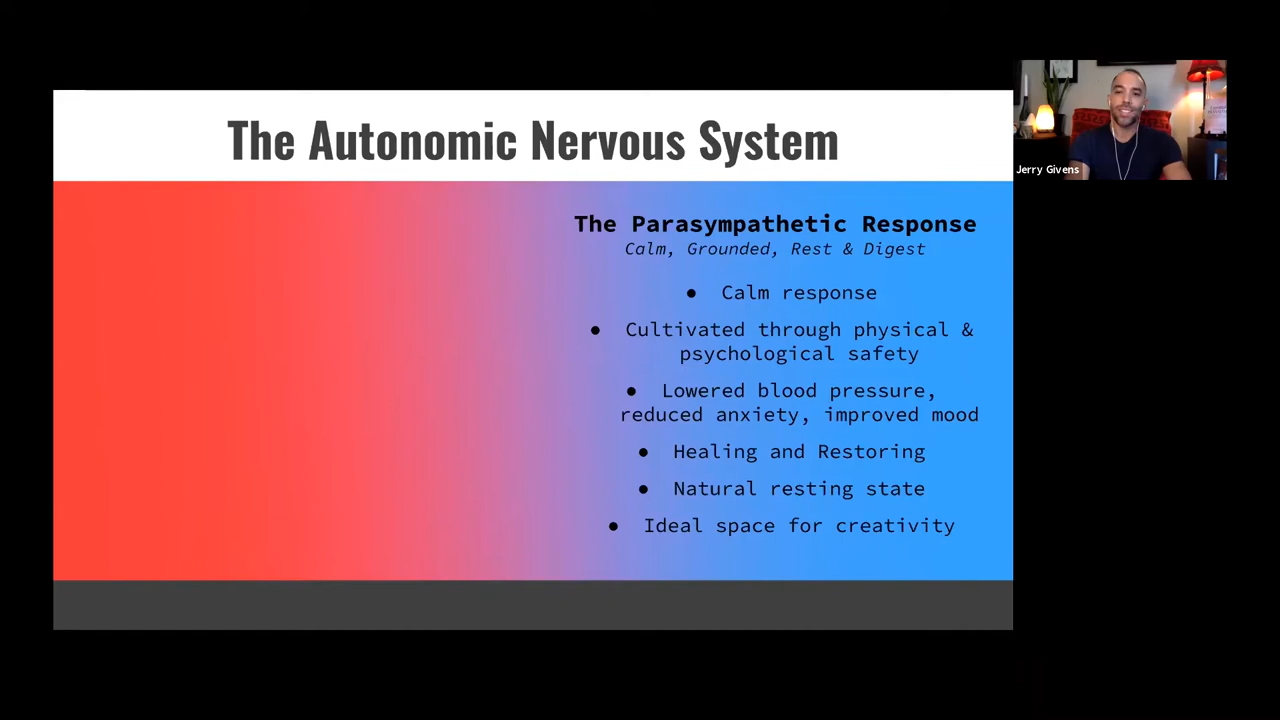 The Autonomic Nervous System
The Parasympathetic Response
Calm, Grounded, Rest & Digest
● Calm response
● Cultivated through physical &
psychological safety
● Lowered blood pressure,
reduced anxiety, improved mood
● Healing and Restoring
● Natural resting state
● Ideal space for creativity
Jerry Givens